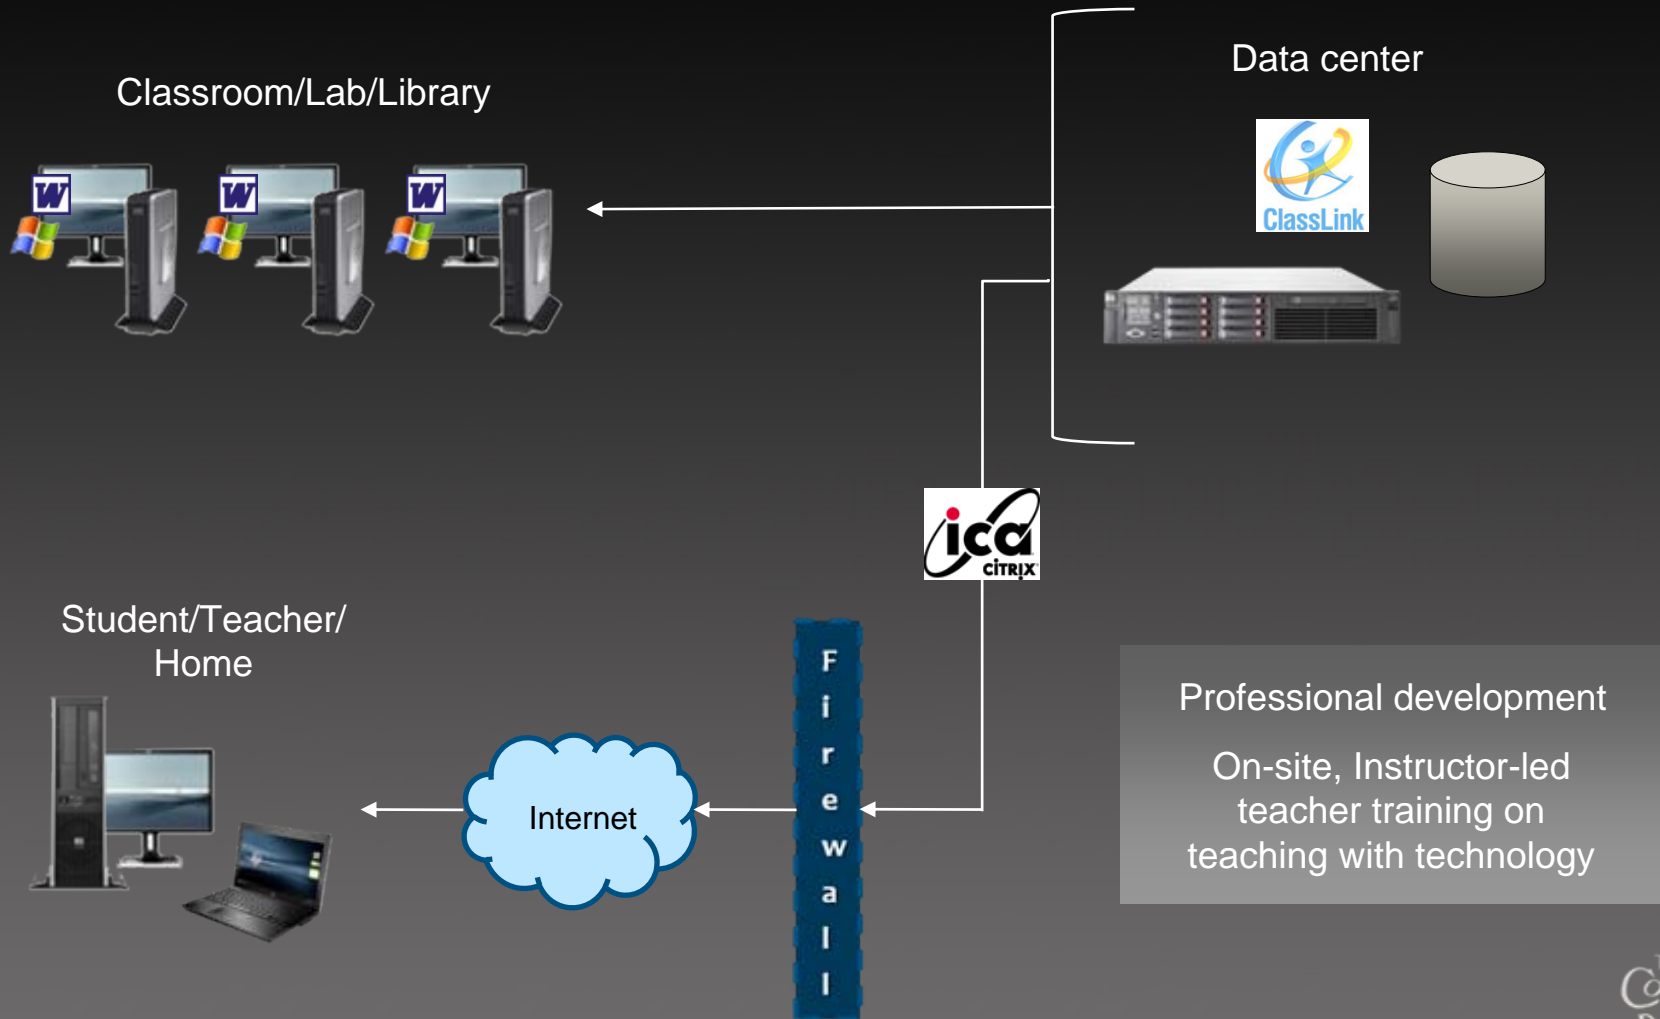 Data center
Classroom/Lab/Library
W
W
W
ClassLink
ica
CITRIX
Student/Teacher/
Home
Firewall
Internet
Professional development
On-site, Instructor-led
teacher training on
teaching with technology